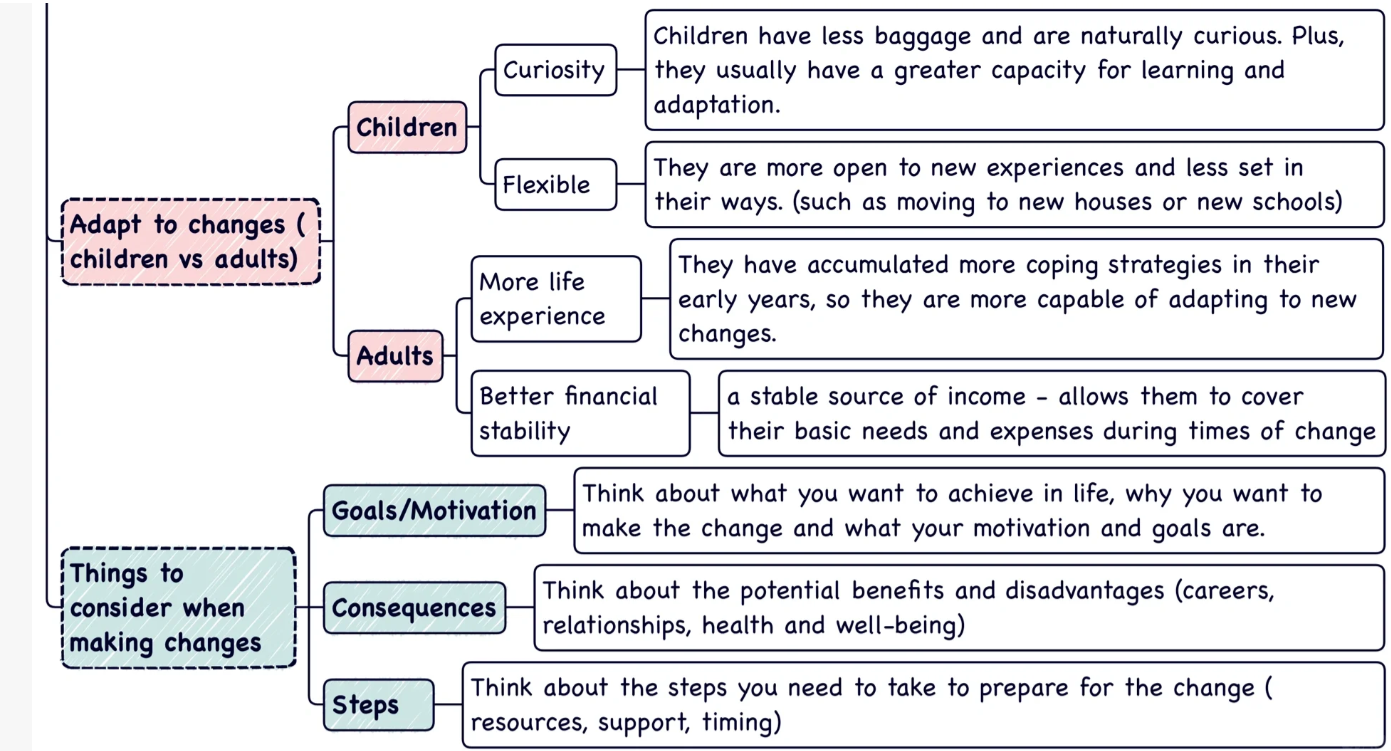 Adapt to changes (
children vs adults)
Children
Curiosity
Children have less baggage and are naturally curious. Plus,
they usually have a greater capacity for learning and
adaptation.
Flexible
They are more open to new experiences and less set in
their ways. (such as moving to new houses or new schools)
Adults
More life
experience
They have accumulated more coping strategies in their
early years, so they are more capable of adapting to new
changes.
Better financial
stability
a stable source of income - allows them to cover
their basic needs and expenses during times of change
Things to
consider when
making changes
Goals/Motivation
Think about what you want to achieve in life, why you want to
make the change and what your motivation and goals are.
Consequences
Think about the potential benefits and disadvantages (careers,
relationships, health and well-being)
Steps
Think about the steps you need to take to prepare for the change (
resources, support, timing)